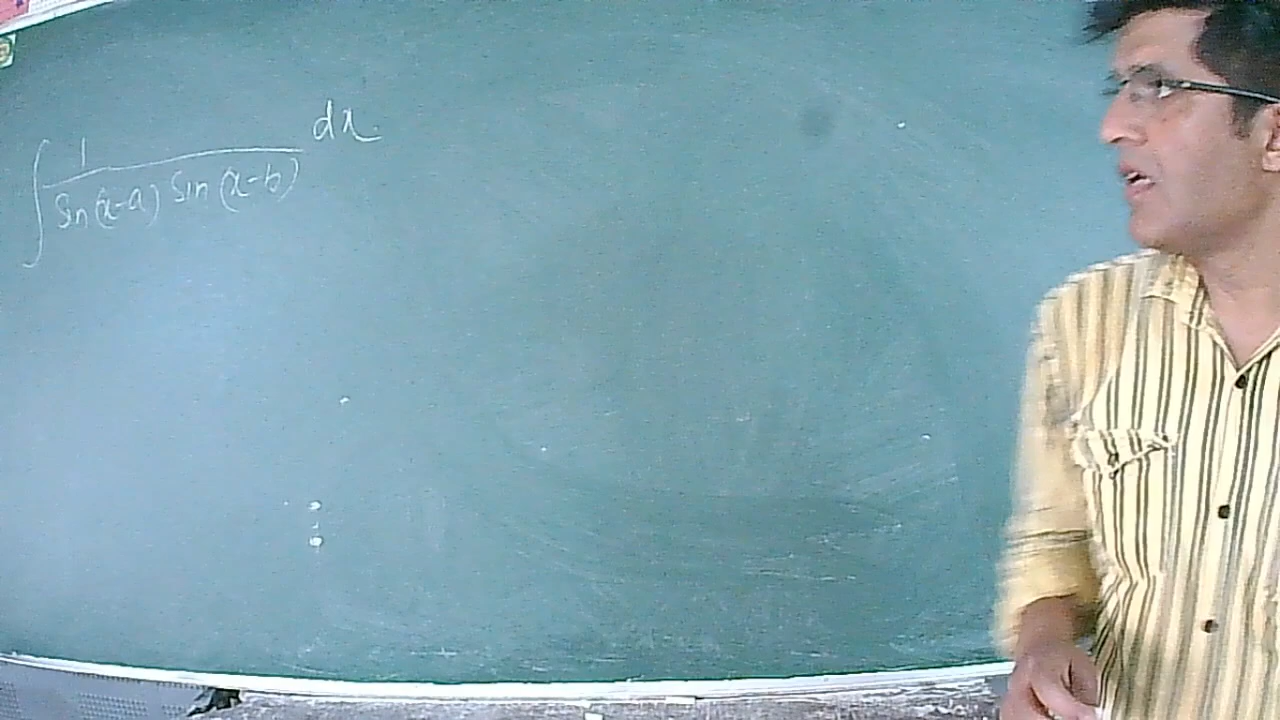 ∫ 1 / sin(x-a) sin(x-b) dx